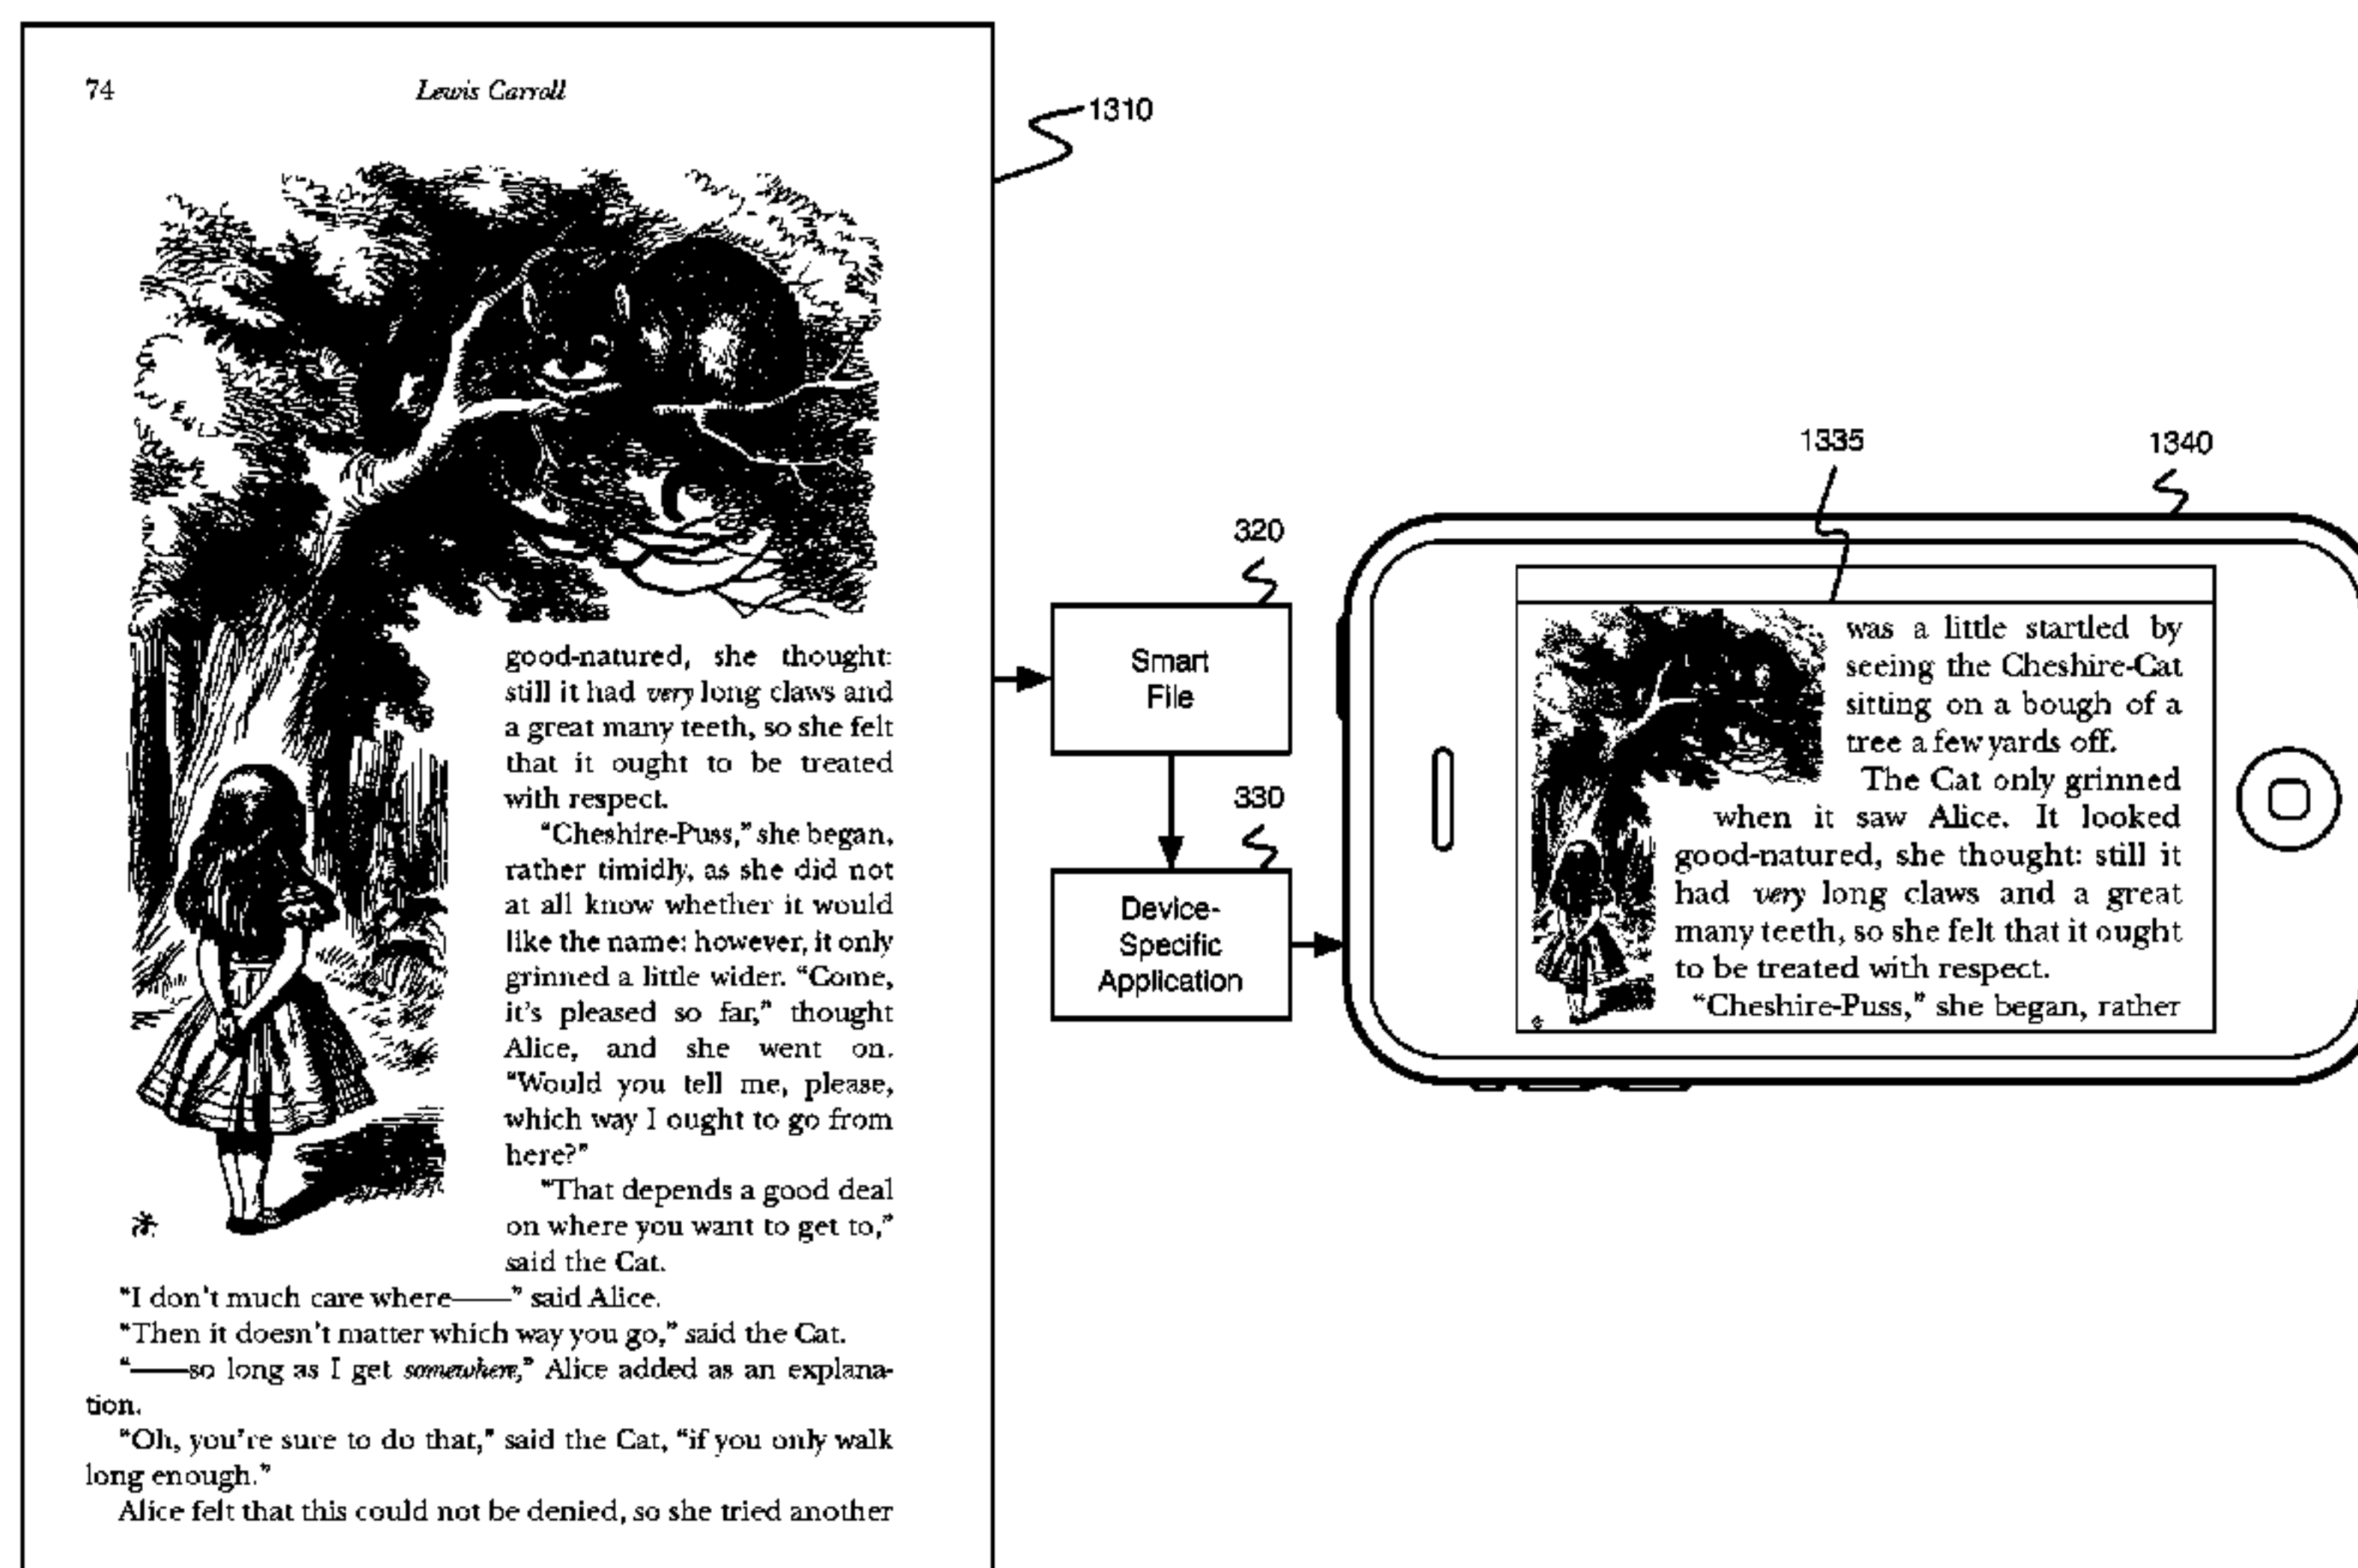 74
Lewis Carroll
good-natured, she thought:
still it had very long claws and
a great many teeth, so she felt
that it ought to be treated
with respect.
“Cheshire-Puss,” she began,
rather timidly, as she did not
at all know whether it would
like the name: however, it only
grinned a little wider. “Come,
it’s pleased so far,” thought
Alice, and she went on.
“Would you tell me, please,
which way I ought to go from
here?”
“That depends a good deal
on where you want to get to,”
said the Cat.
“I don’t much care where——” said Alice.
“Then it doesn’t matter which way you go,” said the Cat.
“——so long as I get somewhere,” Alice added as an explana-
tion.
“Oh, you’re sure to do that,” said the Cat, “if you only walk
long enough.”
Alice felt that this could not be denied, so she tried another
1310
320
Smart
File
330
Device-
Specific
Application
1335
1340
was a little startled by
seeing the Cheshire-Cat
sitting on a bough of a
tree a few yards off.
The Cat only grinned
when it saw Alice. It looked
good-natured, she thought: still it
had very long claws and a great
many teeth, so she felt that it ought
to be treated with respect.
“Cheshire-Puss,” she began, rather